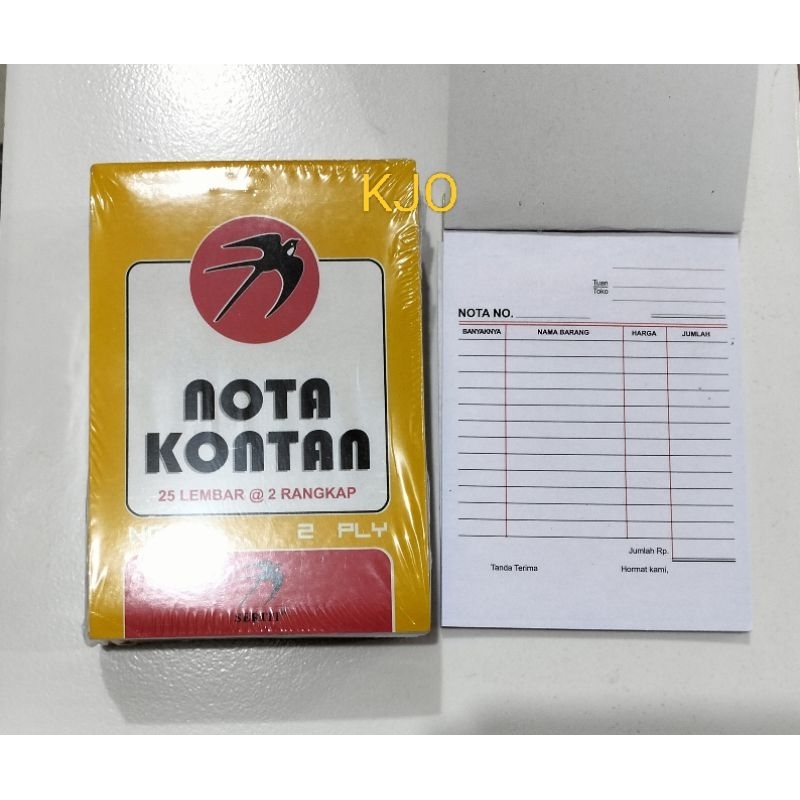 KJO
NOTA
KONTAN
25 LEMBAR @ 2 RANGKAP
2 PLY
SERITI
Tuan
Toko
NOTA NO.
BANYAKNYA NAMA BARANG HARGA JUMLAH
Jumlah Rp.
Tanda Terima Hormat kami,